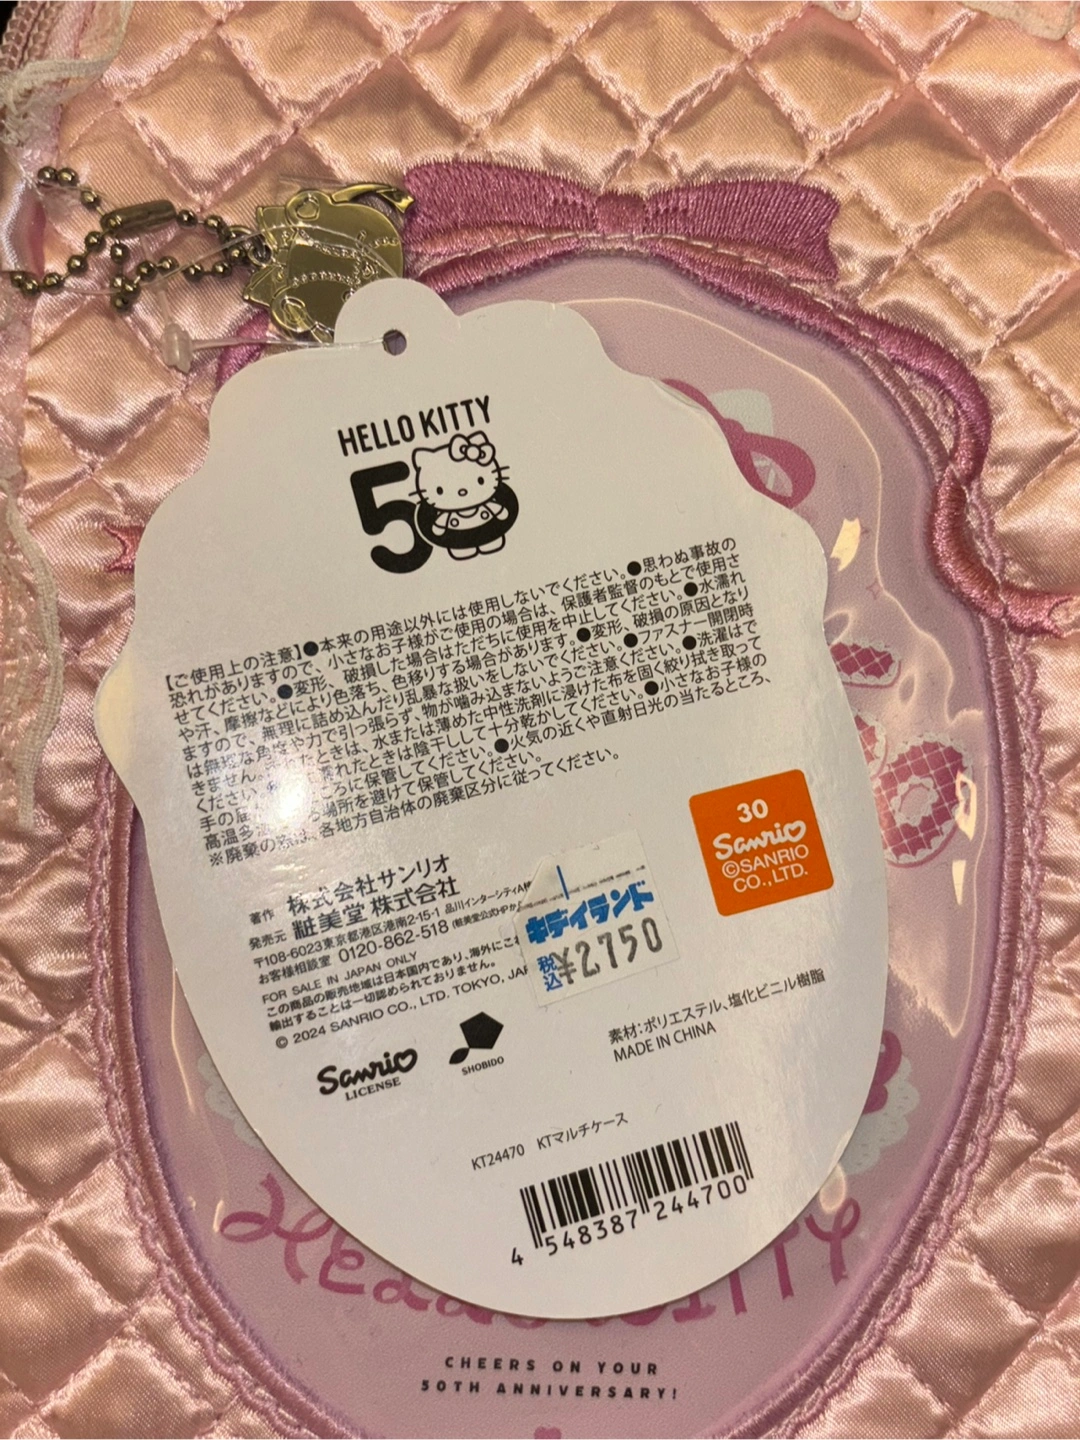 HELLO KITTY
50
【ご使用上の注意】●本来の用途以外には使用しないでください。●思わぬ事故の
恐れがありますので、小さなお子様がご使用の場合は、保護者監督のもとで使用さ
せてください。●変形、破損した場合はただちに使用を中止してください。●水濡れ
や汗、摩擦などにより色落ち、色移りする場合があります。●変形、破損の原因となり
ますので、無理に詰め込んだり乱暴な扱いをしないでください。●ファスナー開閉時
は無理な角度や力で引っ張らず、物が噛み込まないようご注意ください。●洗濯はで
きません。汚れたときは、水または薄めた中性洗剤に浸けた布を固く絞り拭き取って
ください。 濡れたときは陰干しして十分乾かしてください。●小さなお子様の
手の届 ころに保管してください。●火気の近くや直射日光の当たるところ、
高温多 場所を避けて保管してください。
※廃棄の際は、各地方自治体の廃棄区分に従ってください。
著作 株式会社サンリオ
発売元 粧美堂 株式会社
〒108-6023東京都港区港南2-15-1 品川インターシティA棟
お客様相談室 0120-862-518 (粧美堂公式HPか
FOR SALE IN JAPAN ONLY
この商品の販売地域は日本国内であり、海外にこ
輸出することは一切認められておりません。
© 2024 SANRIO CO., LTD. TOKYO, JAP
キデイランド
税込 ¥2750
30
Sanrio
©SANRIO
CO.,LTD.
Sanrio
LICENSE
SHOBIDO
素材：ポリエステル、塩化ビニル樹脂
MADE IN CHINA
KT24470 KTマルチケース
4 548387 244700
CHEERS ON YOUR
50TH ANNIVERSARY!